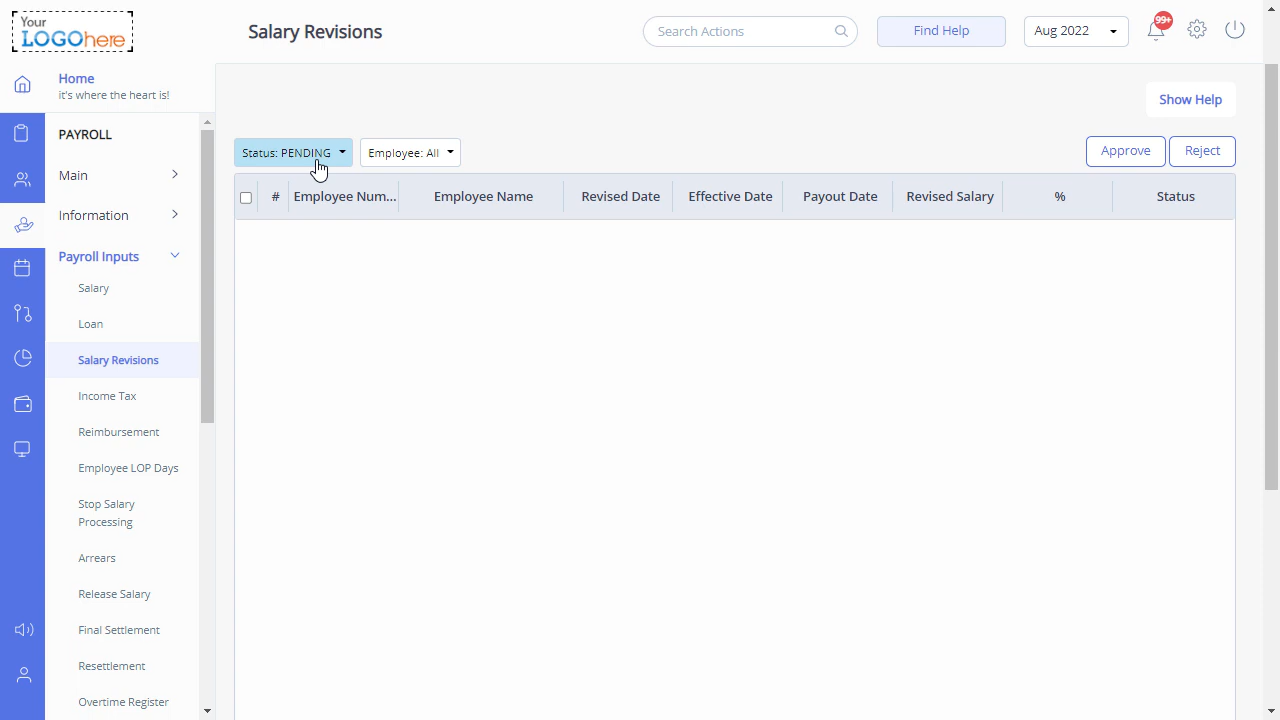 Your
LOGOhere
Salary Revisions
Search Actions
Find Help
Aug 2022
99+
Home
it's where the heart is!
Show Help
PAYROLL
Main
Information
Payroll Inputs
Salary
Loan
Salary Revisions
Income Tax
Reimbursement
Employee LOP Days
Stop Salary
Processing
Arrears
Release Salary
Final Settlement
Resettlement
Overtime Register
Status: PENDING
Employee: All
Approve
Reject
# Employee Num... Employee Name Revised Date Effective Date Payout Date Revised Salary % Status